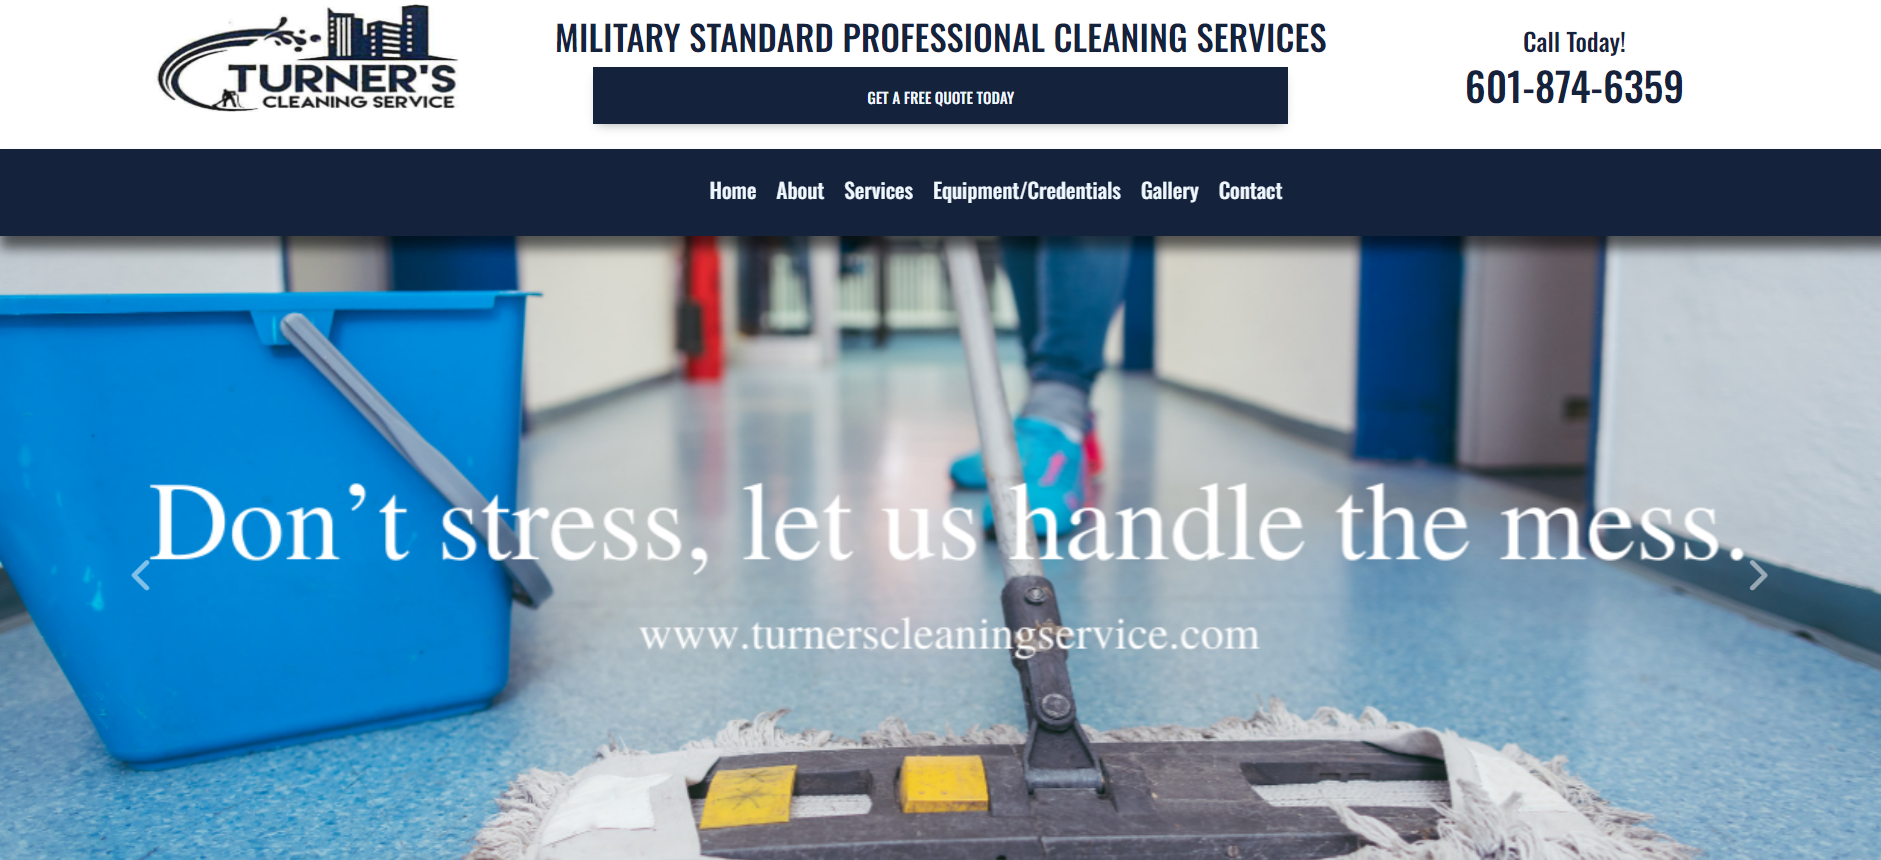 TURNER'S
CLEANING SERVICE
MILITARY STANDARD PROFESSIONAL CLEANING SERVICES
GET A FREE QUOTE TODAY
Call Today!
601-874-6359
Home About Services Equipment/Credentials Gallery Contact
Don’t stress, let us handle the mess.
www.turnerscleaningservice.com